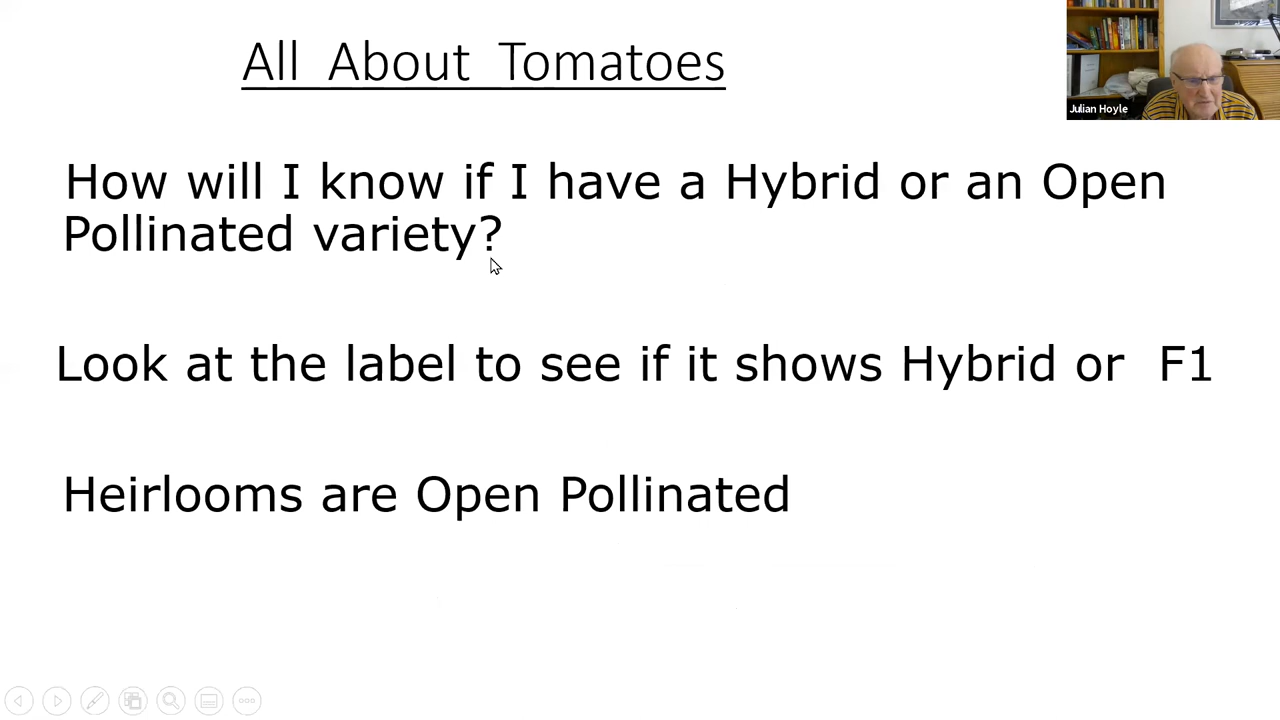 All About Tomatoes
Julian Hoyle
How will I know if I have a Hybrid or an Open
Pollinated variety?
Look at the label to see if it shows Hybrid or F1
Heirlooms are Open Pollinated